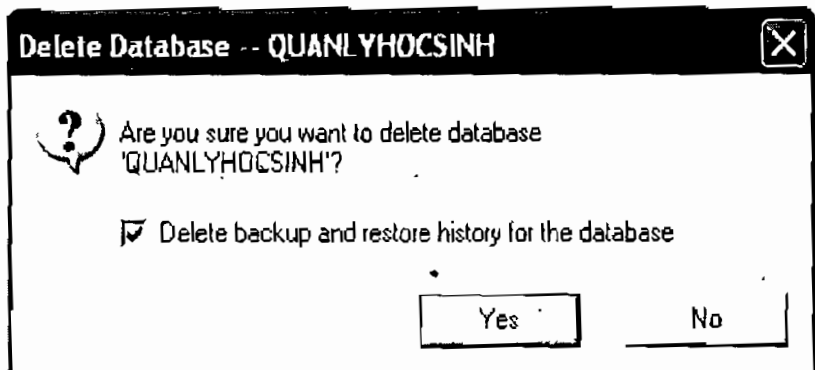 Delete Database -- QUANLYHOCSINH
Are you sure you want to delete database
'QUANLYHOCSINH'?
Delete backup and restore history for the database
Yes No